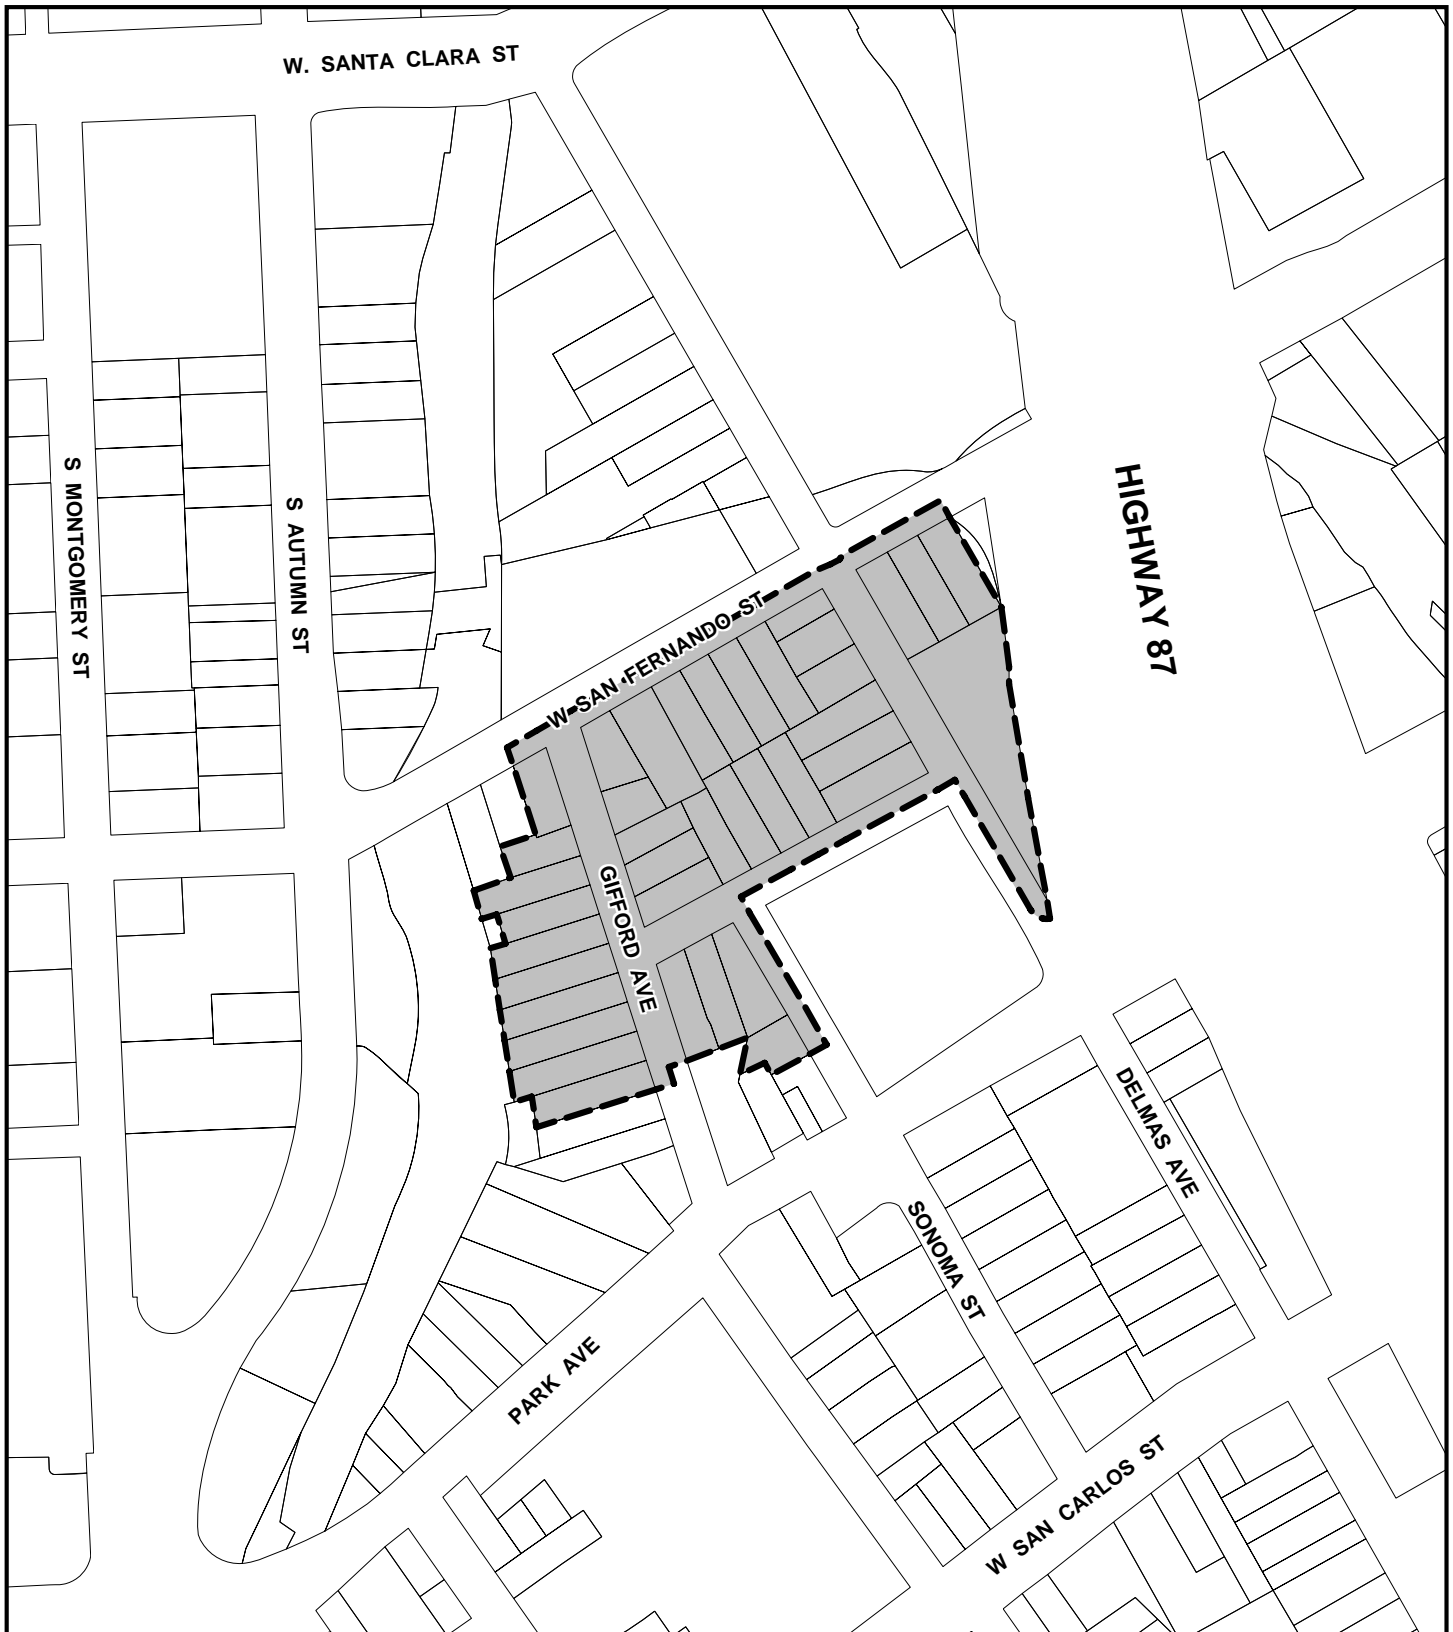 W. SANTA CLARA ST
S MONTGOMERY ST
S AUTUMN ST
HIGHWAY 87
W SAN FERNANDO ST
GIFFORD AVE
DELMAS AVE
SONOMA ST
PARK AVE
W SAN CARLOS ST